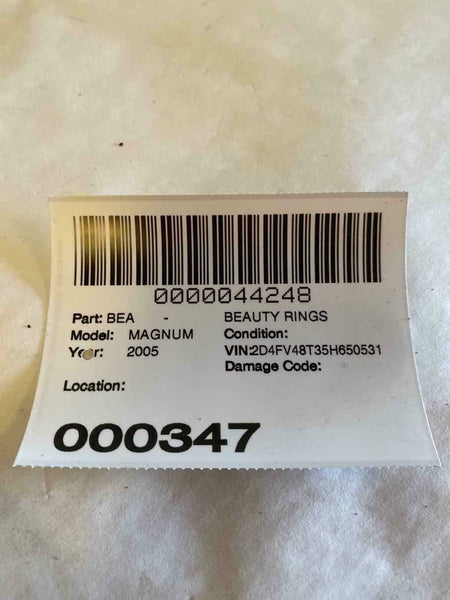 0000044248
Part: BEA - BEAUTY RINGS
Model: MAGNUM Condition:
Year: 2005 VIN:2D4FV48T35H650531
Damage Code:
Location:
000347